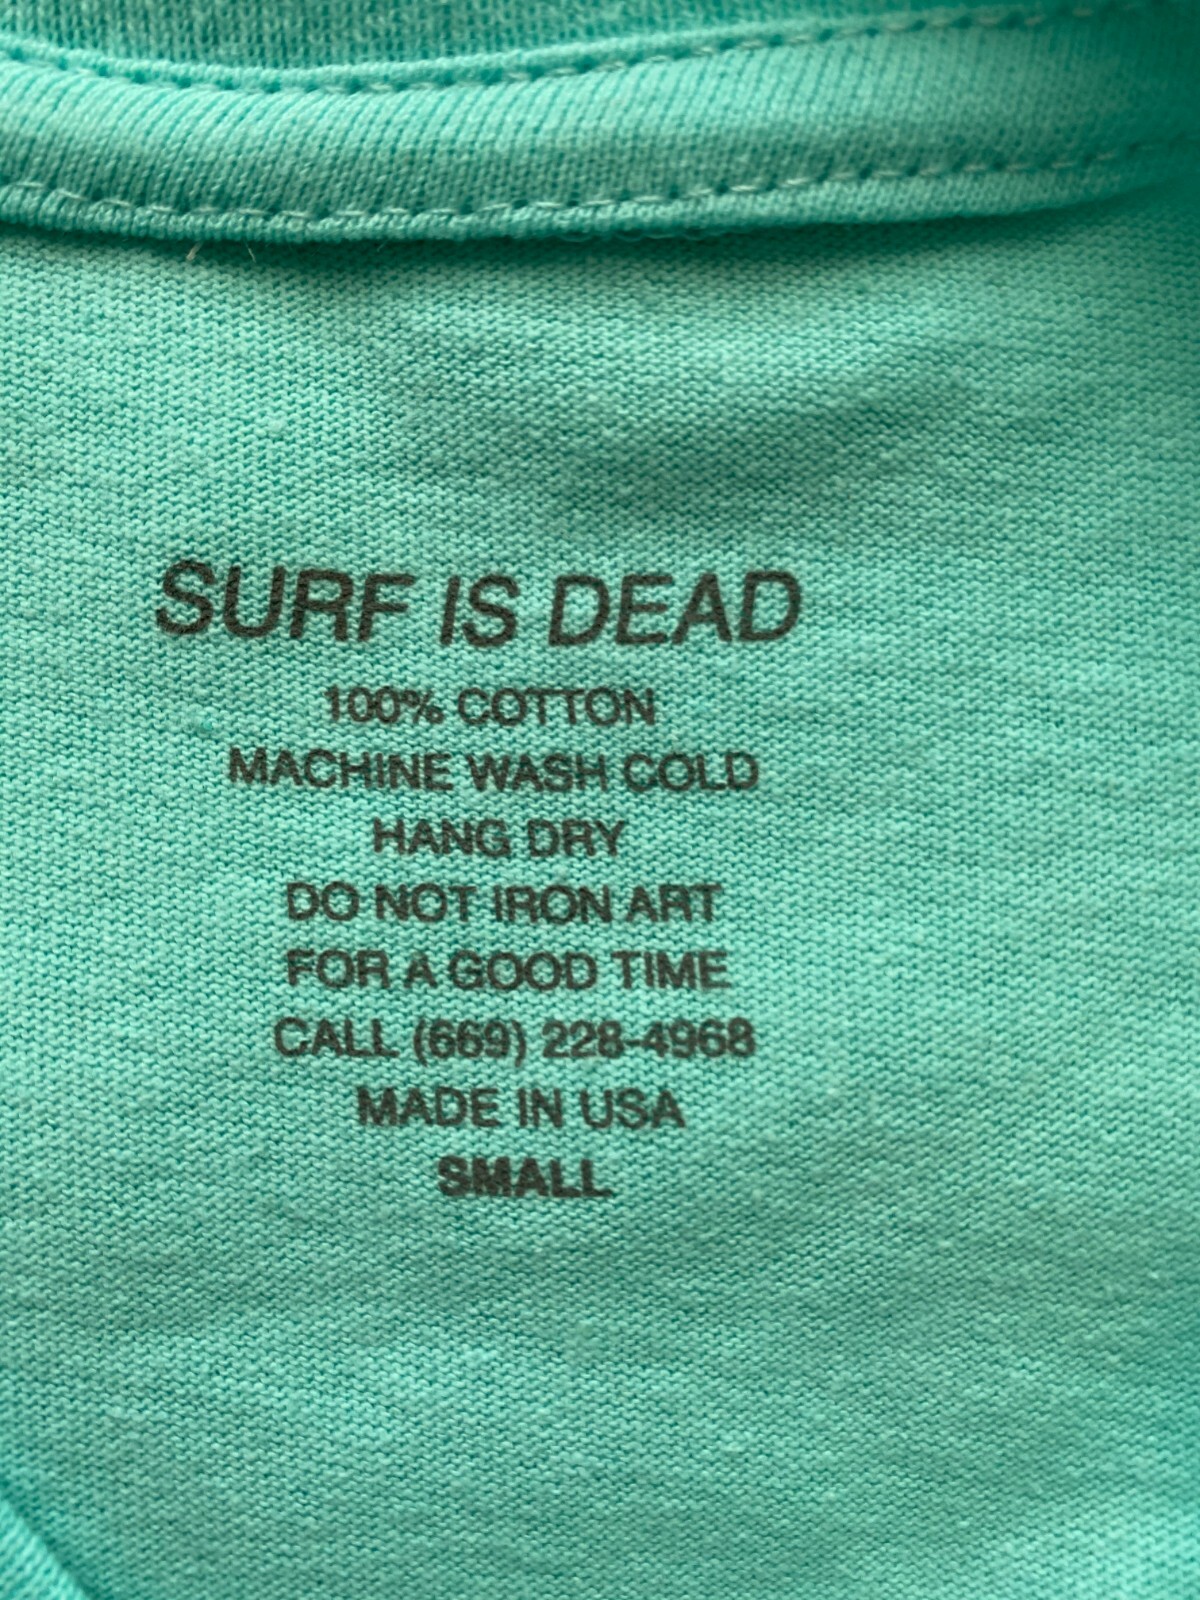 SURF IS DEAD
100% COTTON
MACHINE WASH COLD
HANG DRY
DO NOT IRON ART
FOR A GOOD TIME
CALL (669) 228-4968
MADE IN USA
SMALL